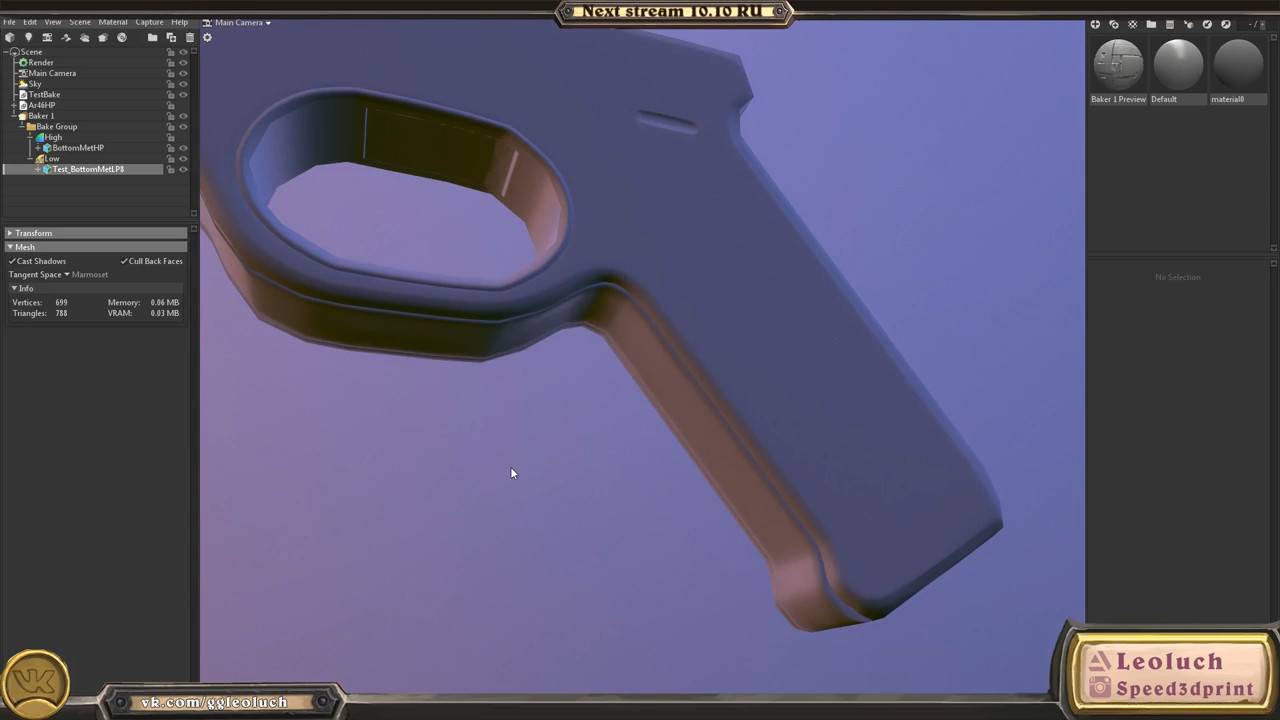 Next stream 10.10 RU
File Edit View Scene Material Capture Help
Main Camera
Scene
Render
Main Camera
Sky
TestBake
Ar46HP
Baker 1
Bake Group
High
BottomMetHP
Low
Test_BottomMetLP8
Transform
Mesh
Cast Shadows Cull Back Faces
Tangent Space Marmoset
Info
Vertices: 699 Memory: 0.06 MB
Triangles: 788 VRAM: 0.03 MB
Baker 1 Preview Default material0
No Selection
vk.com/ggleoluch
Leoluch
Speed3dprint